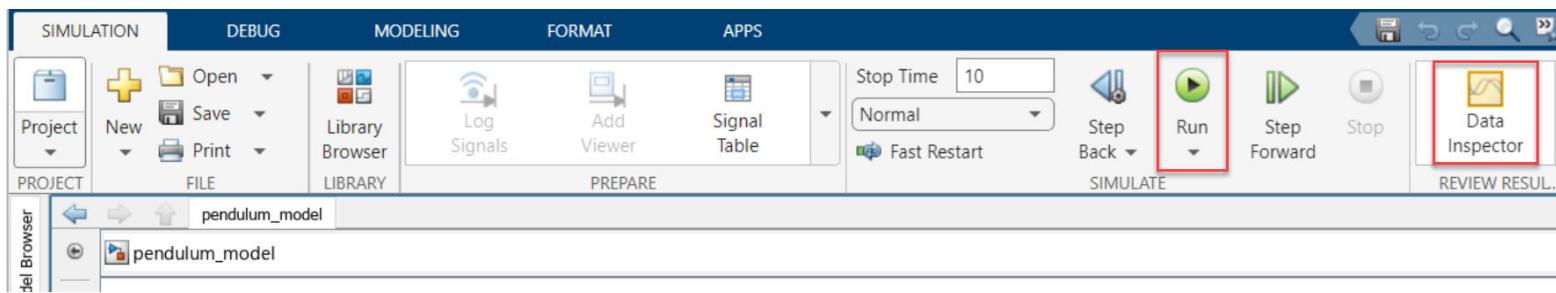 SIMULATION DEBUG MODELING FORMAT APPS
Project
New
Open
Save
Print
Library
Browser
Log
Signals
Add
Viewer
Signal
Table
Stop Time 10
Normal
Fast Restart
Step
Back
Run
Step
Forward
Stop
Data
Inspector
PROJECT FILE LIBRARY PREPARE SIMULATE REVIEW RESUL...
pendulum_model
pendulum_model
Browser